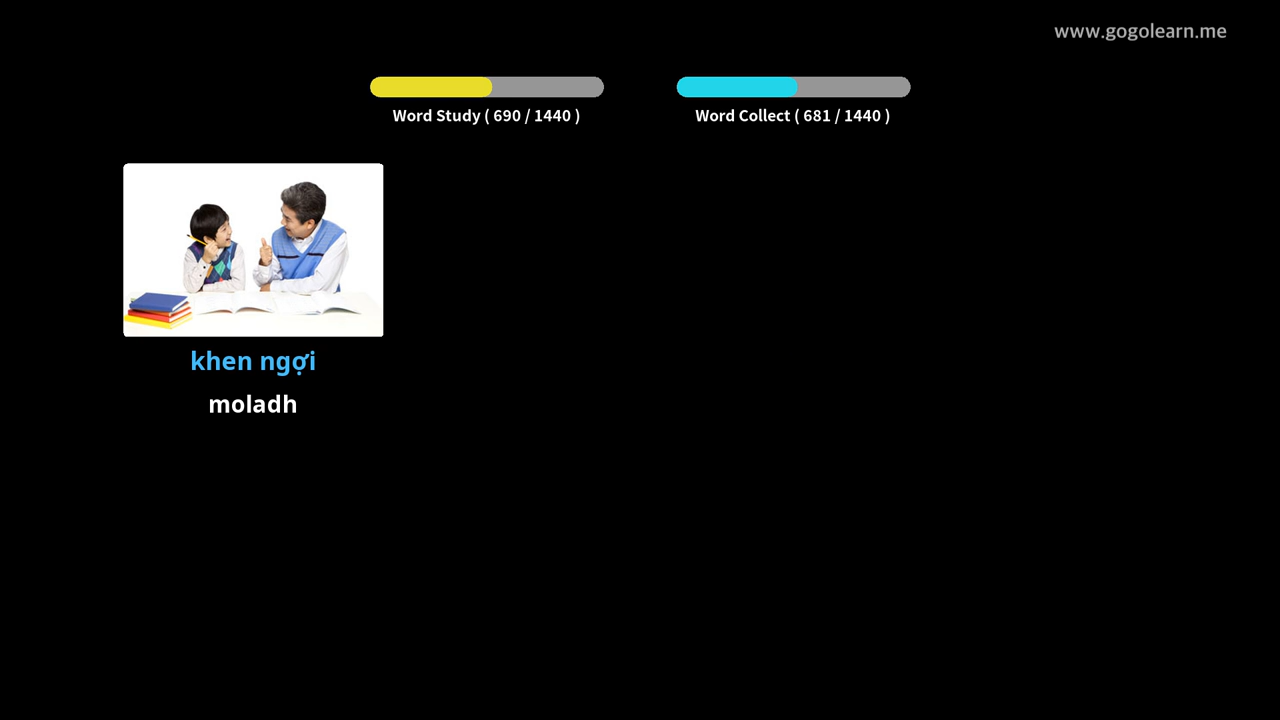 www.gogolearn.me
Word Study ( 690 / 1440 )
Word Collect ( 681 / 1440 )
khen ngợi
moladh